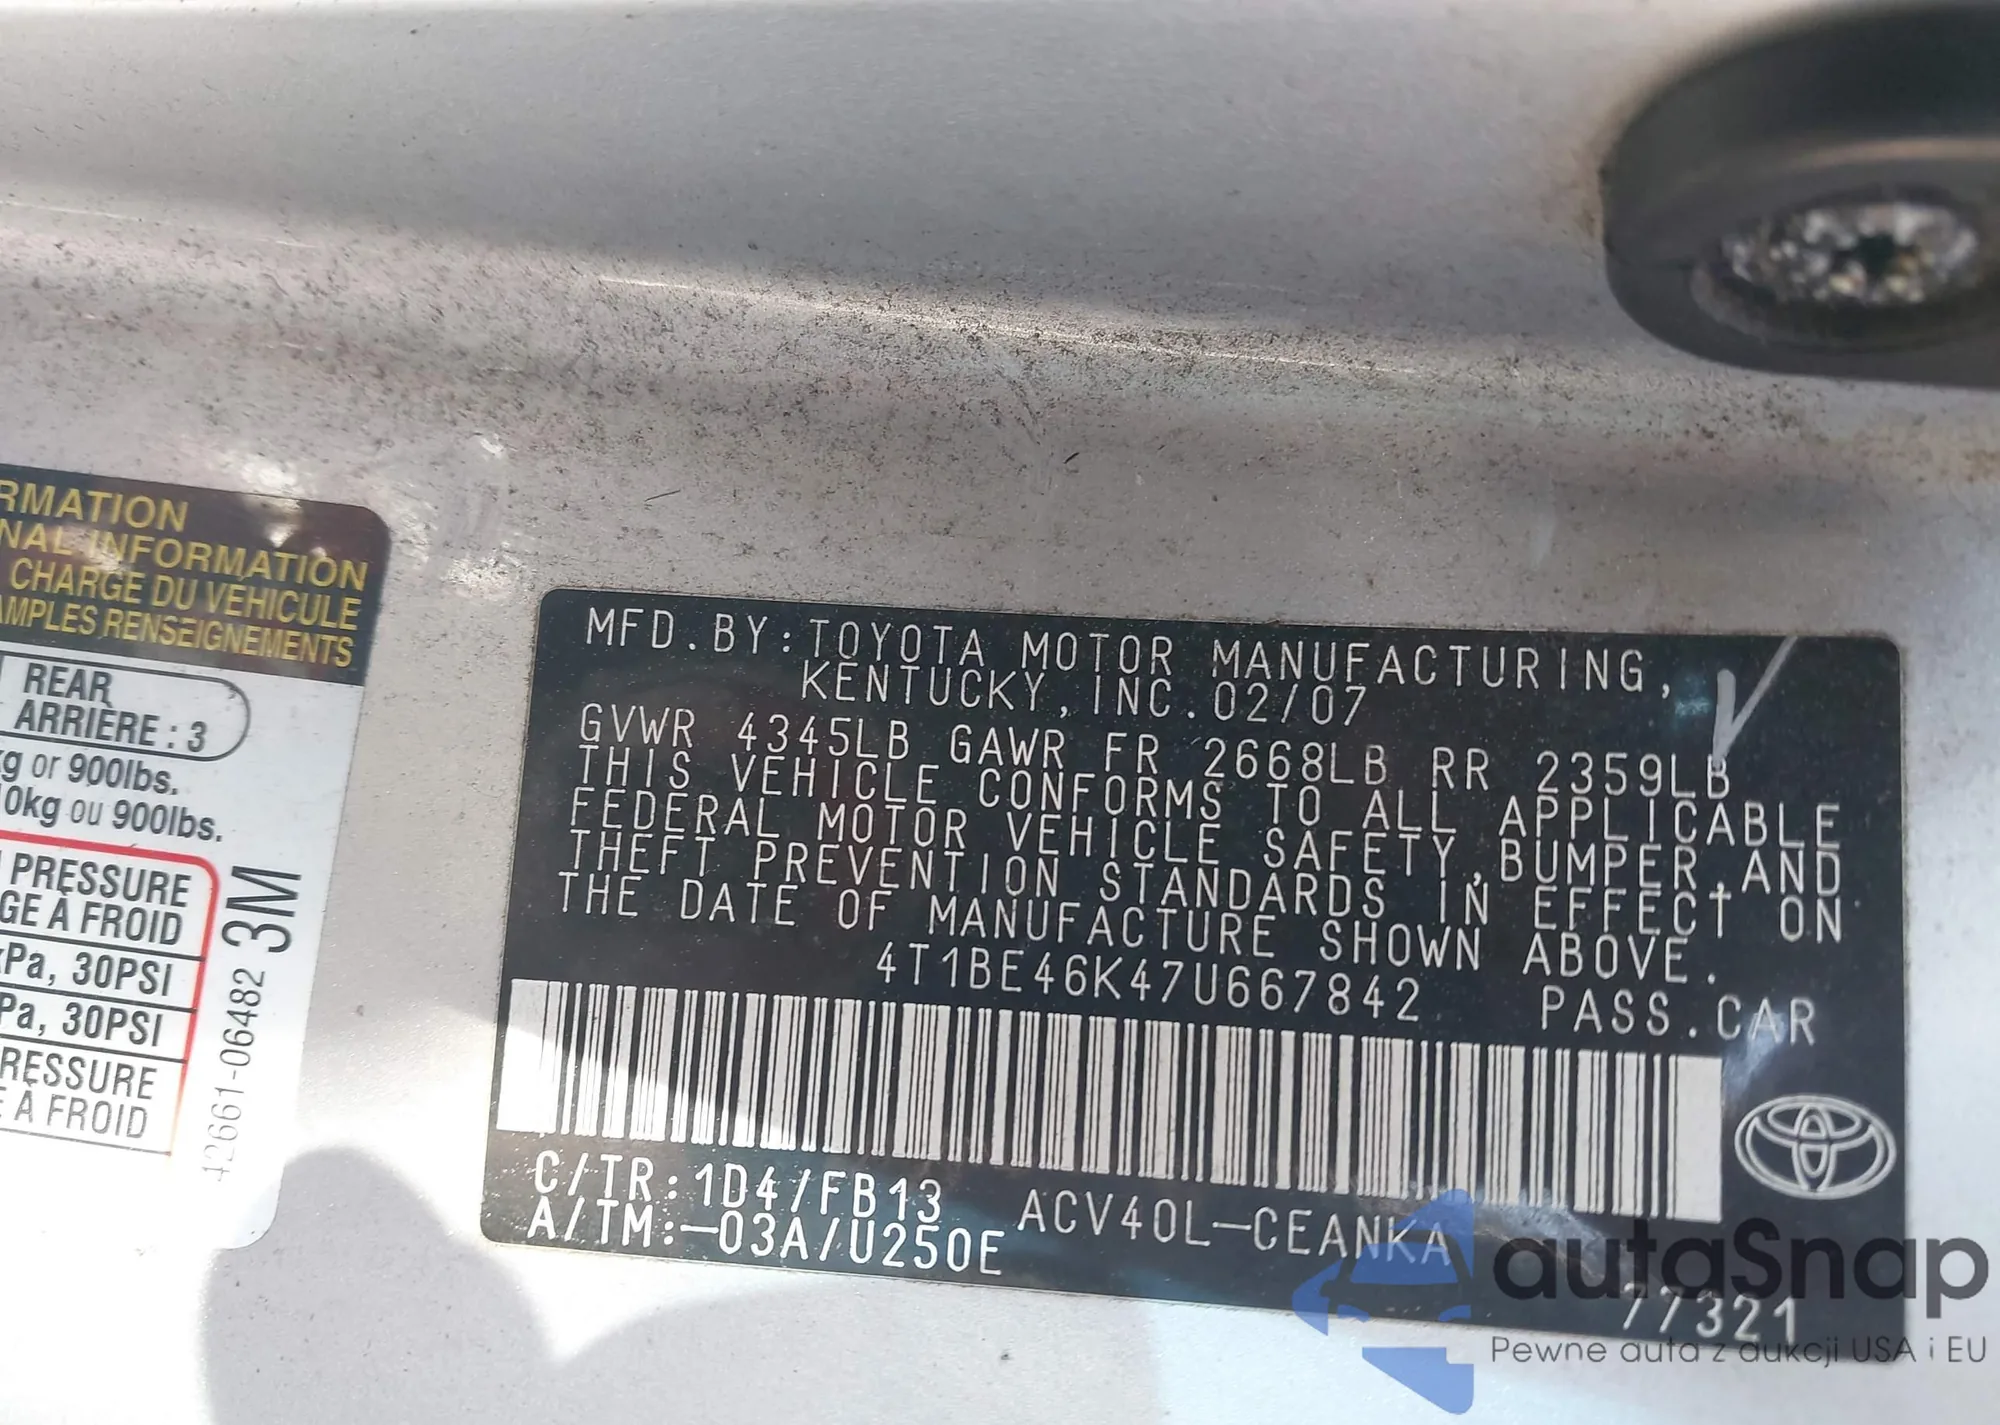 RMATION
NAL INFORMATION
CHARGE DU VÉHICULE
AMPLES RENSEIGNEMENTS
REAR
ARRIÈRE : 3
kg or 900lbs.
0kg ou 900lbs.
PRESSURE
GE À FROID
kPa, 30PSI
Pa, 30PSI
RESSURE
E À FROID
42661-06482 3M
MFD. BY: TOYOTA MOTOR MANUFACTURING,
KENTUCKY, INC. 02/07
GVWR 4345LB GAWR FR 2668LB RR 2359LB
THIS VEHICLE CONFORMS TO ALL APPLICABLE
FEDERAL MOTOR VEHICLE SAFETY, BUMPER, AND
THEFT PREVENTION STANDARDS IN EFFECT ON
THE DATE OF MANUFACTURE SHOWN ABOVE.
4T1BE46K47U667842 PASS. CAR
C/TR: 1D4/FB13 ACV40L-CEANKA
A/TM: -03A/U250E
77321
autaSnap
Pewne auta z aukcji USA i EU